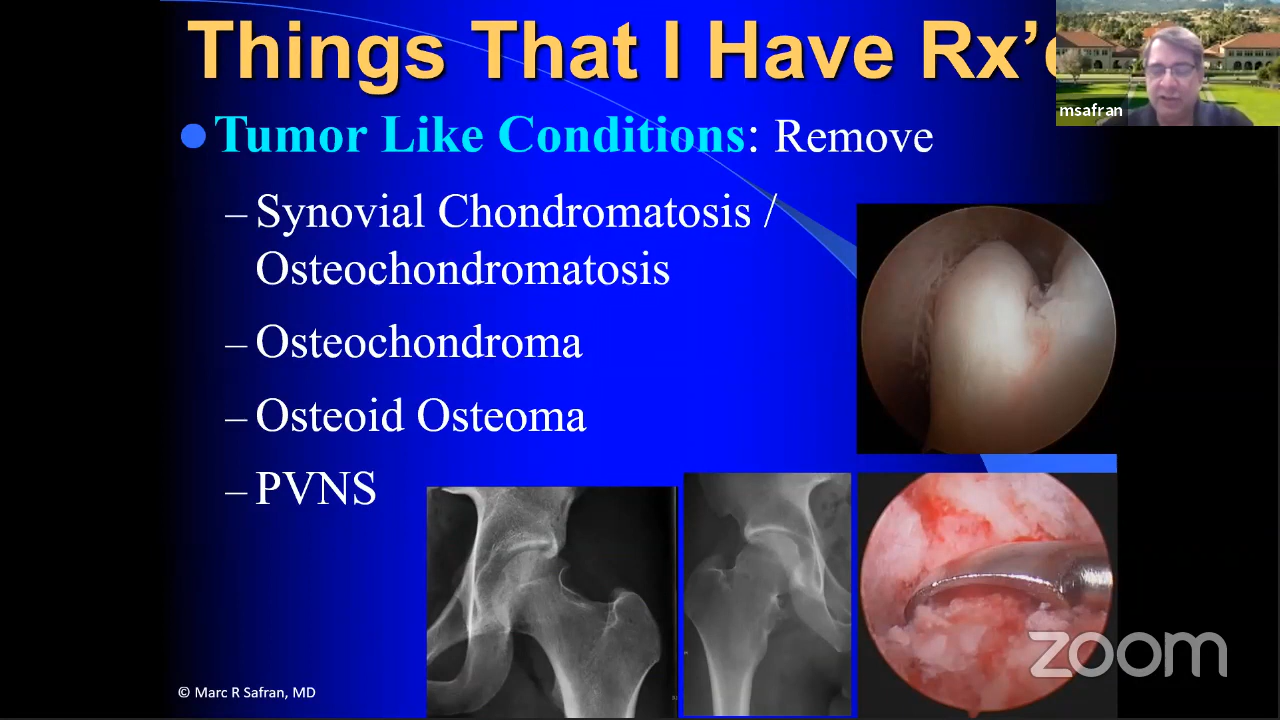 Things That I Have Rx’
msafran
Tumor Like Conditions: Remove
– Synovial Chondromatosis /
Osteochondromatosis
– Osteochondroma
– Osteoid Osteoma
– PVNS
© Marc R Safran, MD
zoom